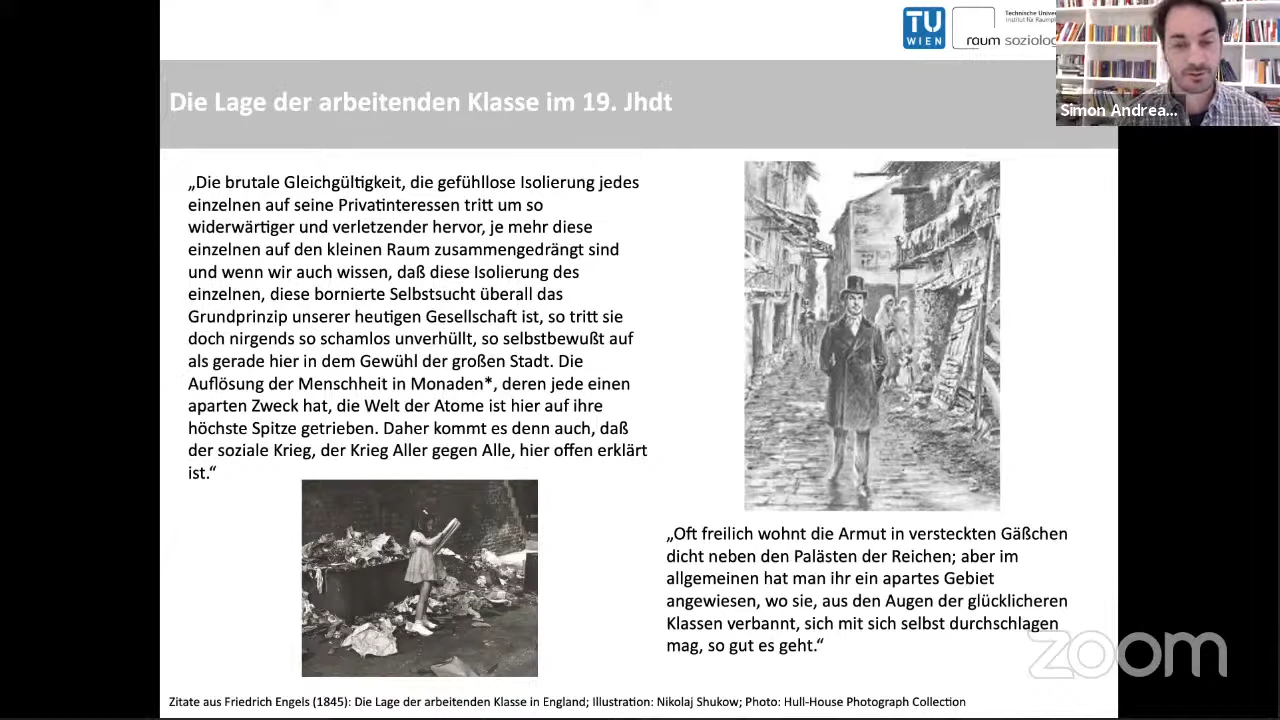 TU
WIEN
Technische Univer
Institut für Raumpl
raum soziolog
Simon Andrea...
Die Lage der arbeitenden Klasse im 19. Jhdt
„Die brutale Gleichgültigkeit, die gefühllose Isolierung jedes
einzelnen auf seine Privatinteressen tritt um so
widerwärtiger und verletzender hervor, je mehr diese
einzelnen auf den kleinen Raum zusammengedrängt sind
und wenn wir auch wissen, daß diese Isolierung des
einzelnen, diese bornierte Selbstsucht überall das
Grundprinzip unserer heutigen Gesellschaft ist, so tritt sie
doch nirgends so schamlos unverhüllt, so selbstbewußt auf
als gerade hier in dem Gewühl der großen Stadt. Die
Auflösung der Menschheit in Monaden*, deren jede einen
aparten Zweck hat, die Welt der Atome ist hier auf ihre
höchste Spitze getrieben. Daher kommt es denn auch, daß
der soziale Krieg, der Krieg Aller gegen Alle, hier offen erklärt
ist.“
„Oft freilich wohnt die Armut in versteckten Gäßchen
dicht neben den Palästen der Reichen; aber im
allgemeinen hat man ihr ein apartes Gebiet
angewiesen, wo sie, aus den Augen der glücklicheren
Klassen verbannt, sich mit sich selbst durchschlagen
mag, so gut es geht.“
zoom
Zitate aus Friedrich Engels (1845): Die Lage der arbeitenden Klasse in England; Illustration: Nikolaj Shukow; Photo: Hull-House Photograph Collection